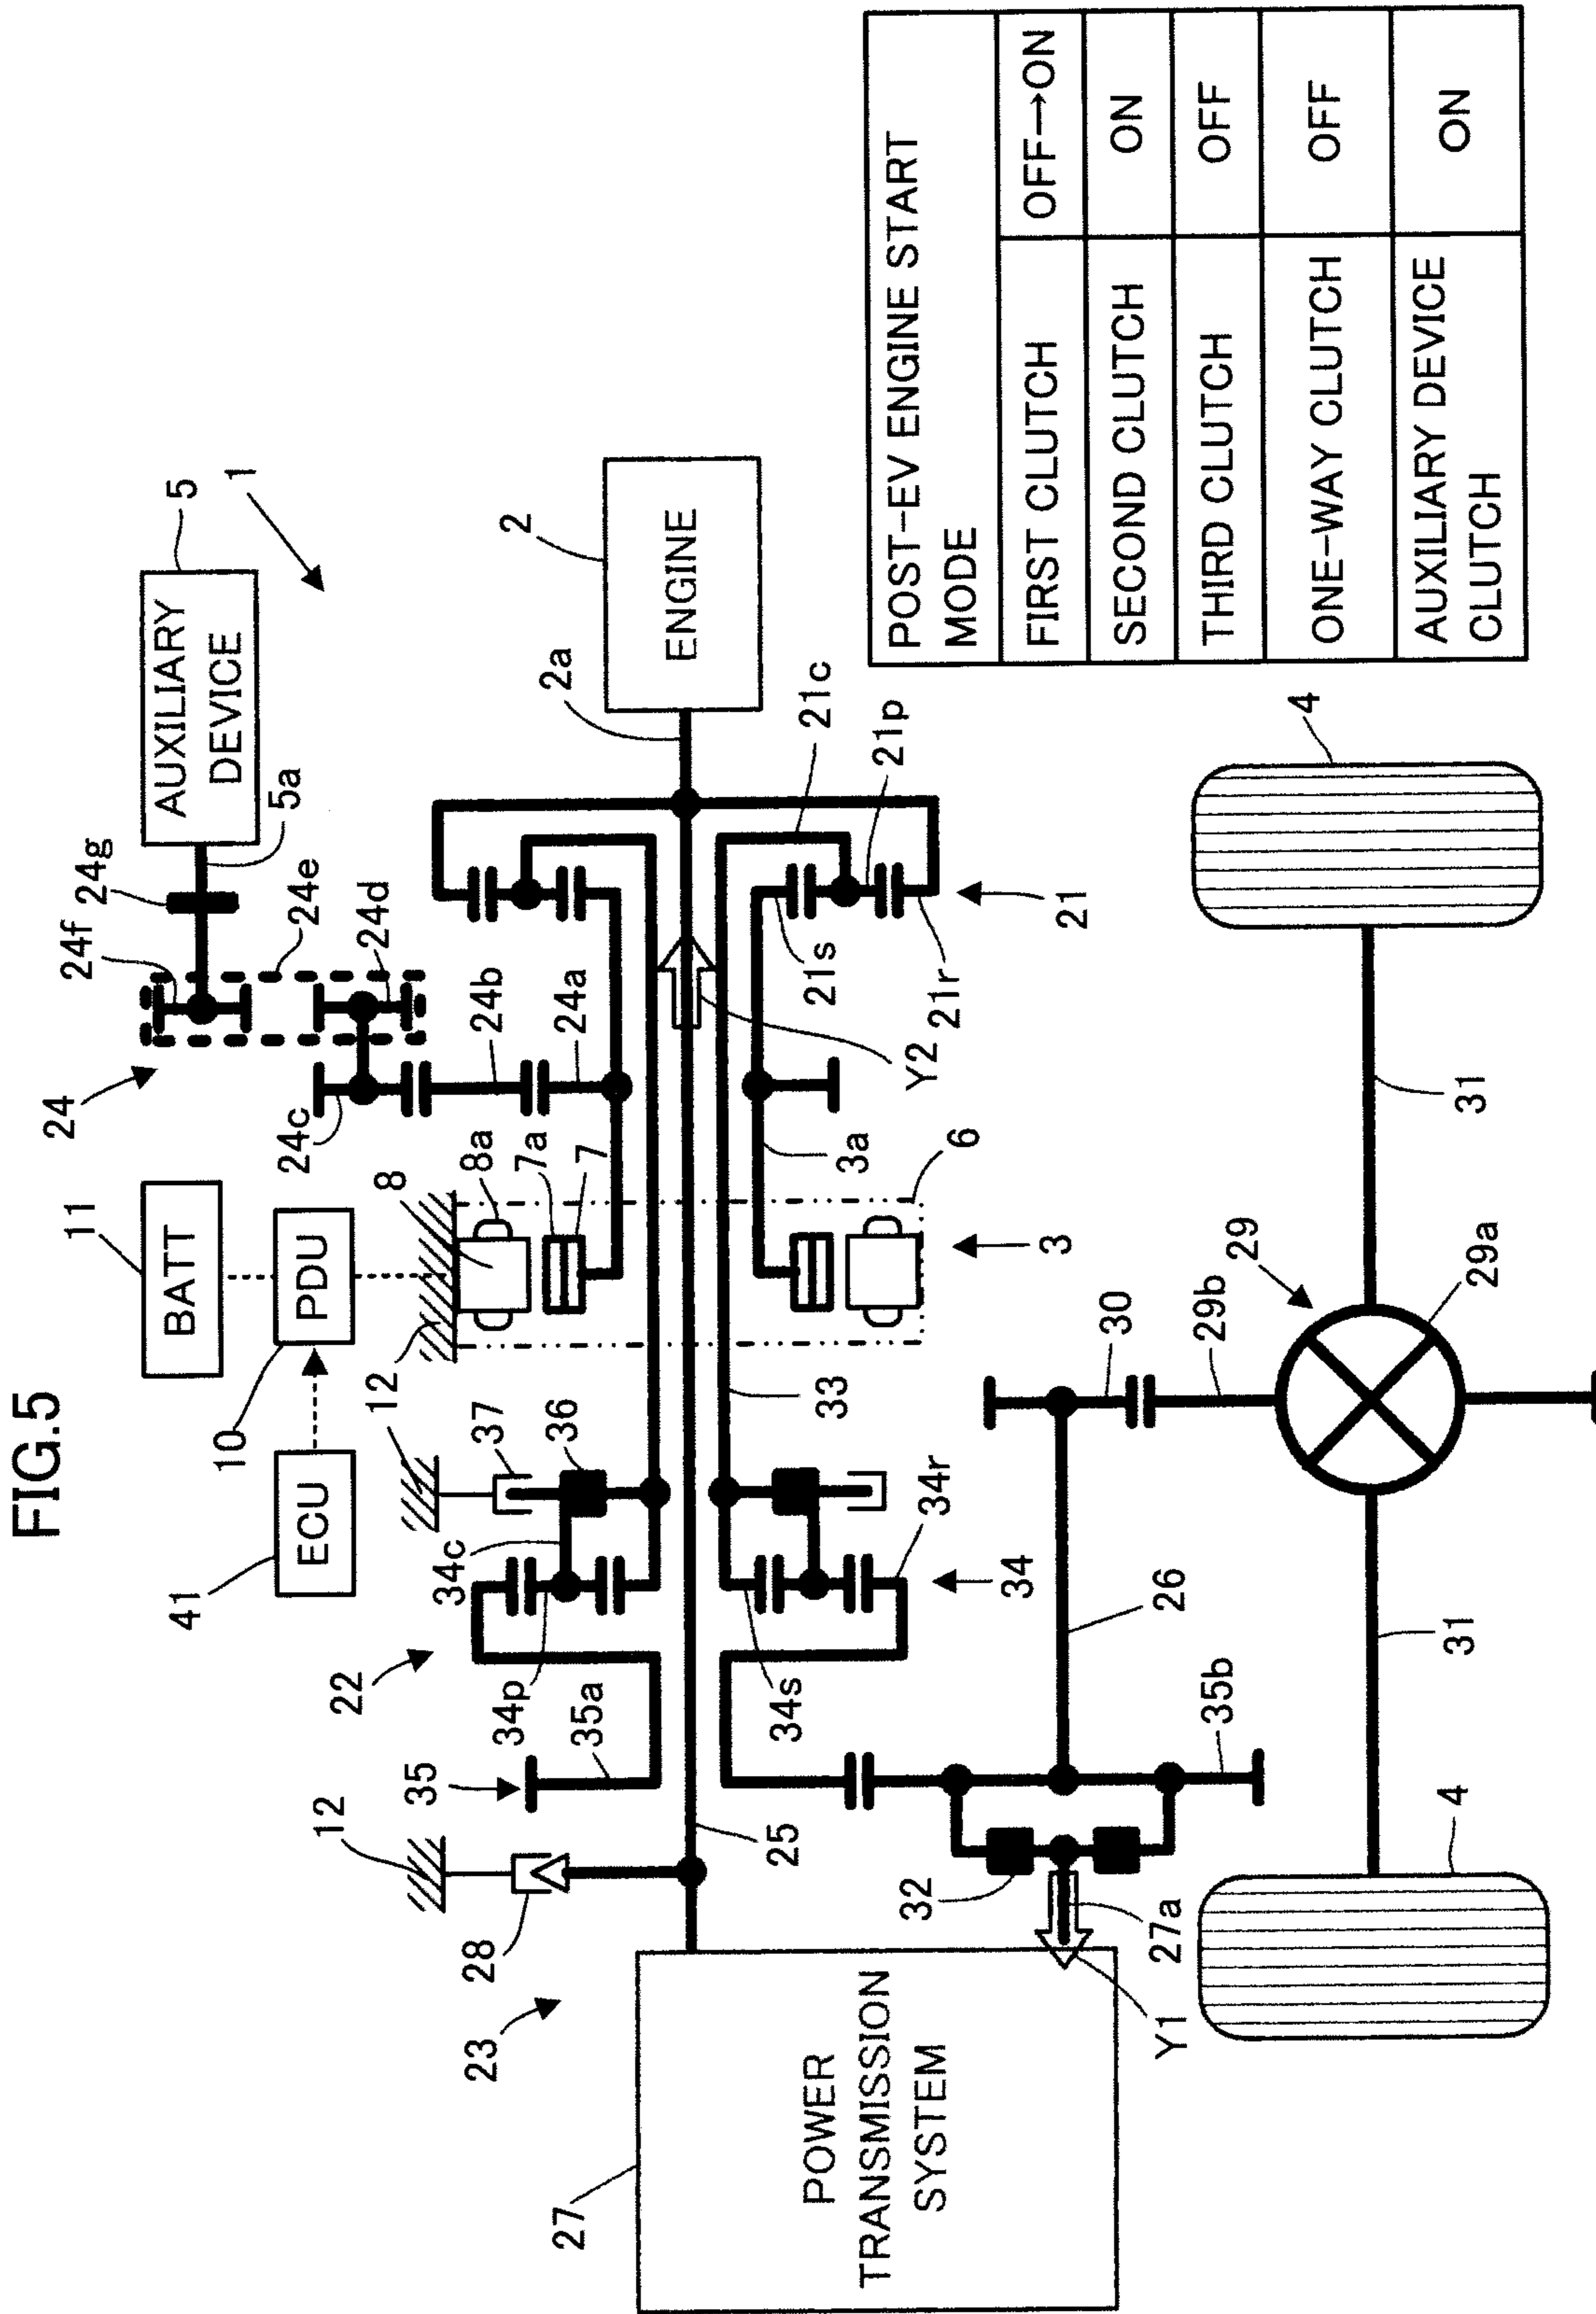 FIG.5
24
24f
24g
5
1
24e
AUXILIARY
DEVICE
5a
24d
24c
24b
24a
11
BATT
10
PDU
41
ECU
12
8
8a
7a
7
2
2a
ENGINE
22
34c
37
36
34p
35
35a
12
28
23
25
34s
33
34r
34
3a
6
3
Y2
21s
21r
21
21c
21p
27
POWER
TRANSMISSION
SYSTEM
32
27a
Y1
35b
26
30
29b
29
29a
31
31
4
4
POST-EV ENGINE START
MODE
FIRST CLUTCH OFF→ON
SECOND CLUTCH ON
THIRD CLUTCH OFF
ONE-WAY CLUTCH OFF
AUXILIARY DEVICE
CLUTCH ON